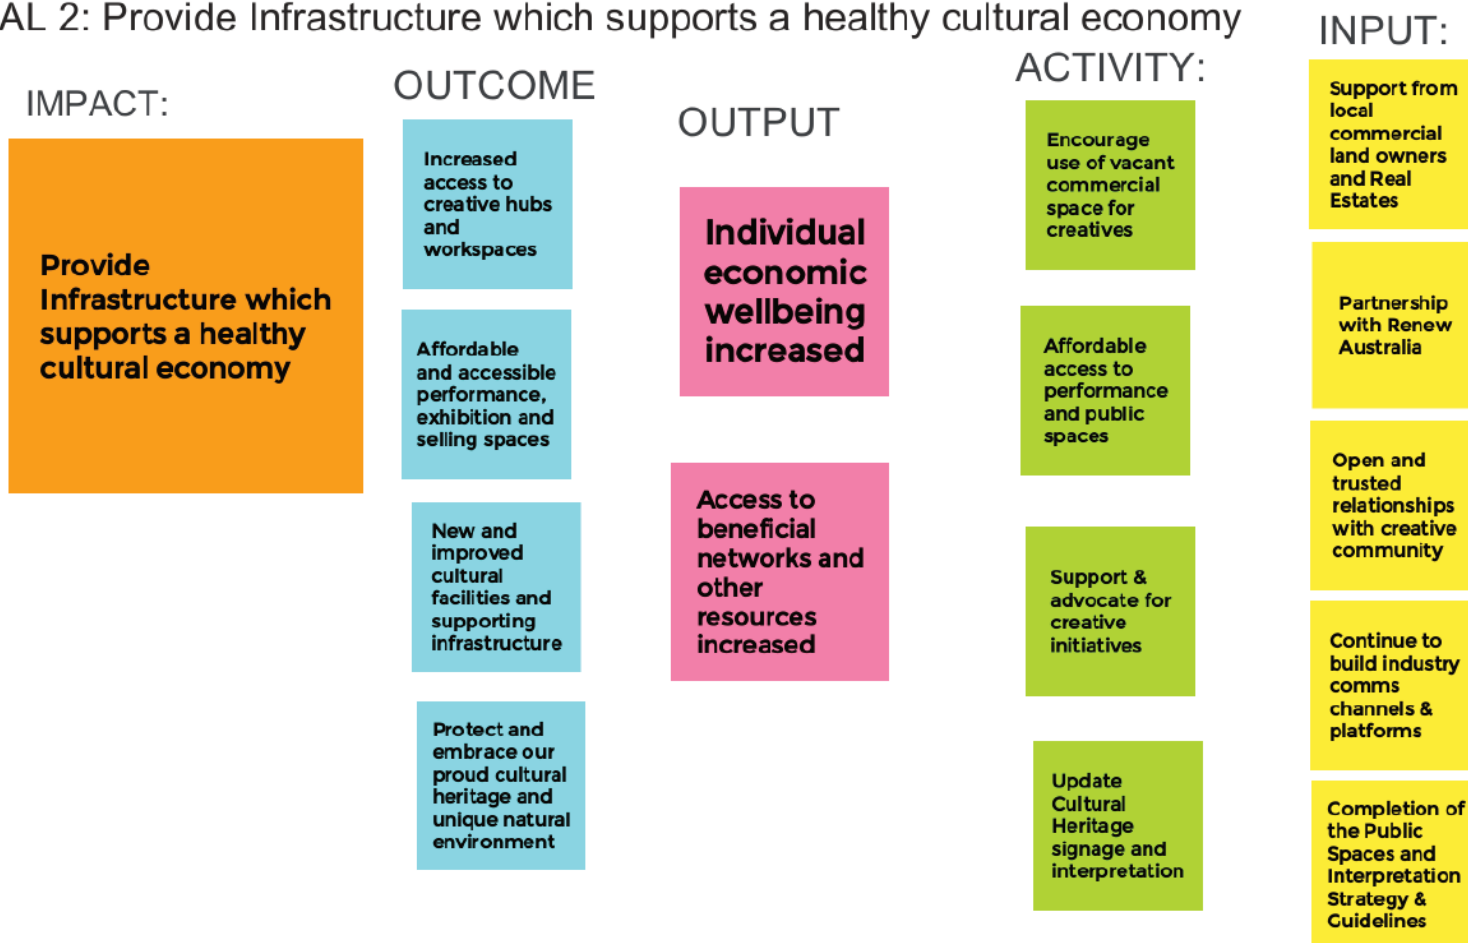 AL 2: Provide Infrastructure which supports a healthy cultural economy
IMPACT:
Provide
Infrastructure which
supports a healthy
cultural economy
OUTCOME
Increased
access to
creative hubs
and
workspaces
Affordable
and accessible
performance,
exhibition and
selling spaces
New and
improved
cultural
facilities and
supporting
infrastructure
Protect and
embrace our
proud cultural
heritage and
unique natural
environment
OUTPUT
Individual
economic
wellbeing
increased
Access to
beneficial
networks and
other
resources
increased
ACTIVITY:
Encourage
use of vacant
commercial
space for
creatives
Affordable
access to
performance
and public
spaces
Support &
advocate for
creative
initiatives
Update
Cultural
Heritage
signage and
interpretation
INPUT:
Support from
local
commercial
land owners
and Real
Estates
Partnership
with Renew
Australia
Open and
trusted
relationships
with creative
community
Continue to
build industry
comms
channels &
platforms
Completion of
the Public
Spaces and
Interpretation
Strategy &
Guidelines